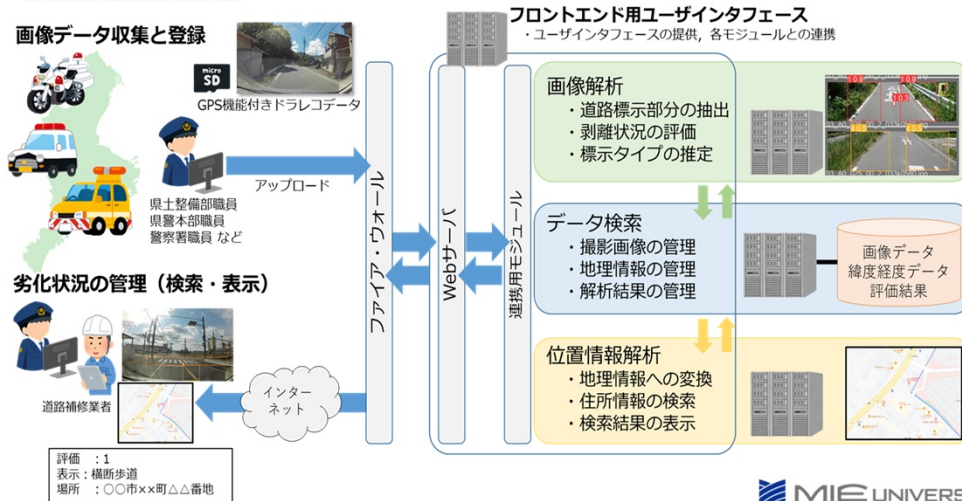 フロントエンド用ユーザインタフェース
・ユーザインタフェースの提供，各モジュールとの連携
画像データ収集と登録
micro
SD
GPS機能付きドラレコデータ
アップロード
県土整備部職員
県警本部職員
警察署職員 など
劣化状況の管理（検索・表示）
道路補修業者
インター
ネット
評価　：1
表示：横断歩道
場所　：〇〇市××町△△番地
ファイア・ウォール
Webサーバ
連携用モジュール
画像解析
・道路標示部分の抽出
・剥離状況の評価
・標示タイプの推定
データ検索
・撮影画像の管理
・地理情報の管理
・解析結果の管理
画像データ
緯度経度データ
評価結果
位置情報解析
・地理情報への変換
・住所情報の検索
・検索結果の表示